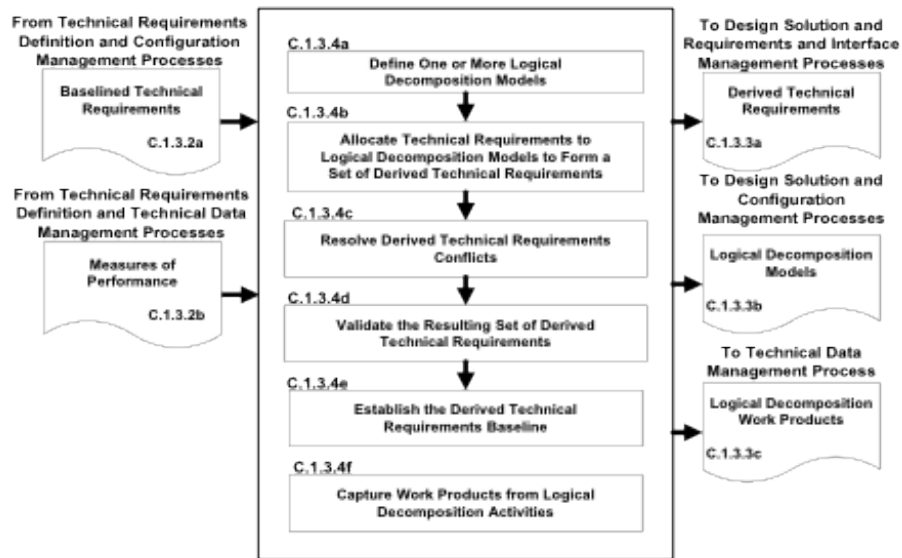 From Technical Requirements
Definition and Configuration
Management Processes
Baselined Technical
Requirements
C.1.3.2a
From Technical Requirements
Definition and Technical Data
Management Processes
Measures of
Performance
C.1.3.2b
C.1.3.4a
Define One or More Logical
Decomposition Models
C.1.3.4b
Allocate Technical Requirements to
Logical Decomposition Models to Form a
Set of Derived Technical Requirements
C.1.3.4c
Resolve Derived Technical Requirements
Conflicts
C.1.3.4d
Validate the Resulting Set of Derived
Technical Requirements
C.1.3.4e
Establish the Derived Technical
Requirements Baseline
C.1.3.4f
Capture Work Products from Logical
Decomposition Activities
To Design Solution and
Requirements and Interface
Management Processes
Derived Technical
Requirements
C.1.3.3a
To Design Solution and
Configuration
Management Processes
Logical Decomposition
Models
C.1.3.3b
To Technical Data
Management Process
Logical Decomposition
Work Products
C.1.3.3c